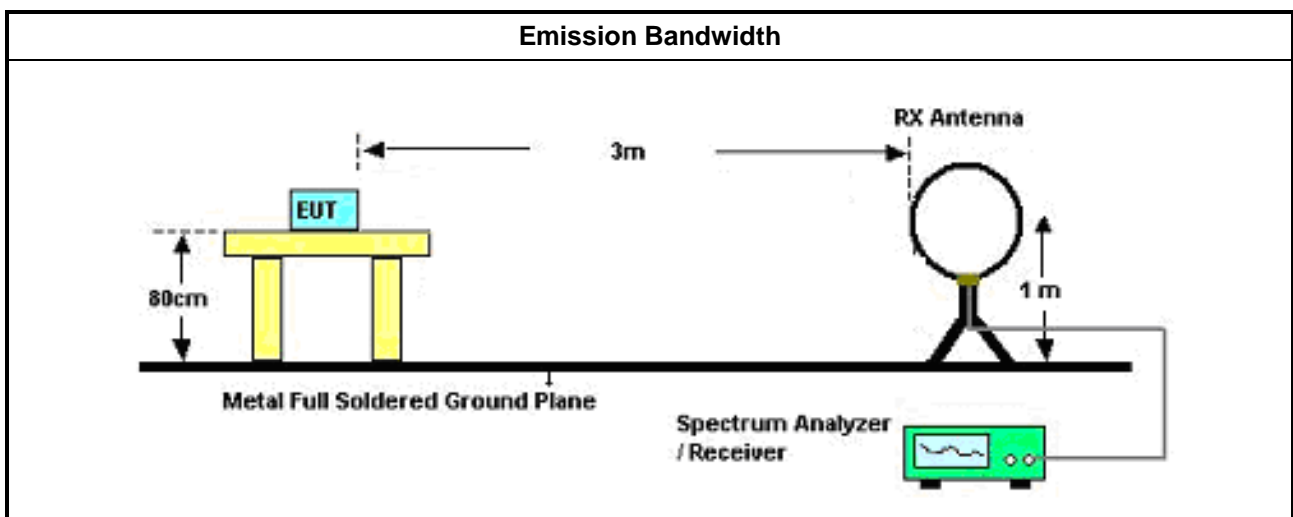 Emission Bandwidth
RX Antenna
3m
EUT
80cm
1 m
Metal Full Soldered Ground Plane
Spectrum Analyzer
/ Receiver